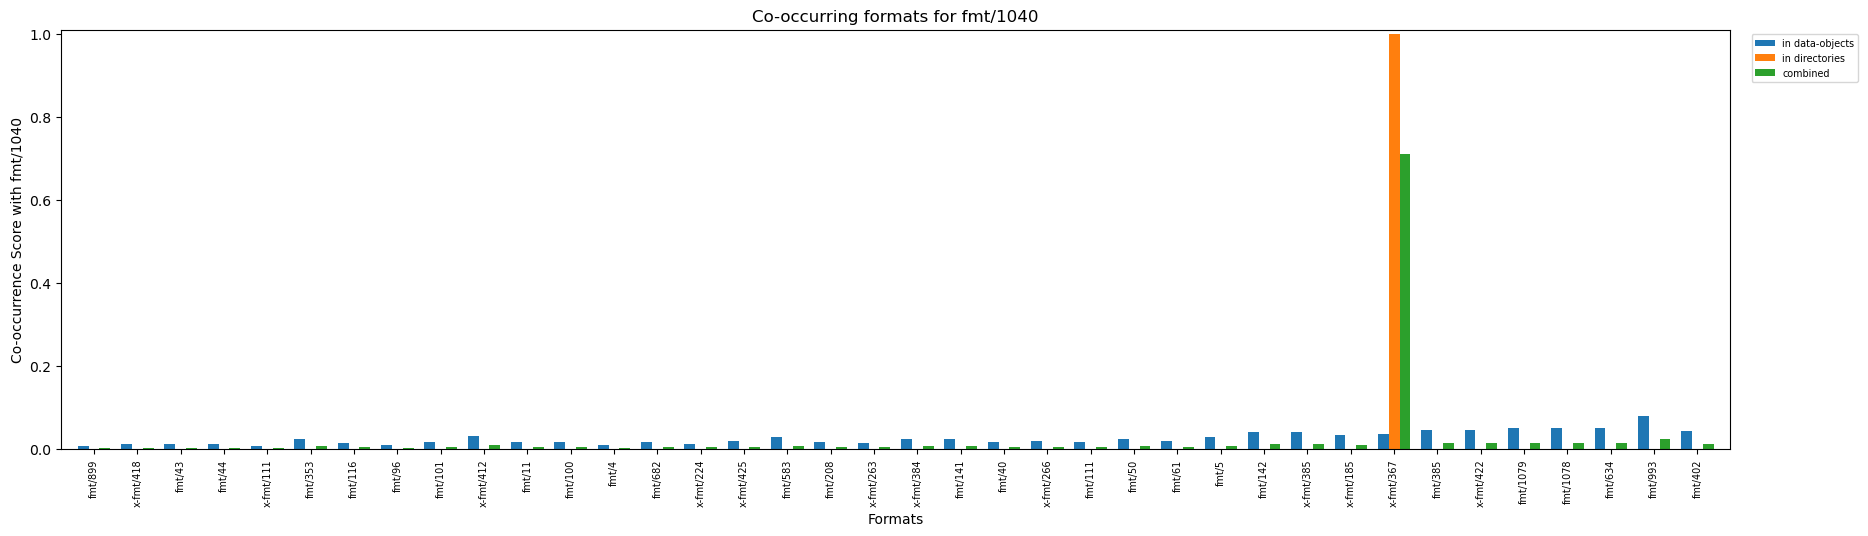 Co-occurring formats for fmt/1040
in data-objects
in directories
combined
Co-occurrence Score with fmt/1040
1.0
0.8
0.6
0.4
0.2
0.0
fmt/899
x-fmt/418
fmt/43
fmt/44
x-fmt/111
fmt/353
fmt/116
fmt/96
fmt/101
x-fmt/412
fmt/11
fmt/100
fmt/4
fmt/682
x-fmt/224
x-fmt/425
fmt/583
fmt/208
x-fmt/263
x-fmt/384
fmt/141
fmt/40
x-fmt/266
fmt/111
fmt/50
fmt/61
fmt/5
fmt/142
x-fmt/385
x-fmt/185
x-fmt/367
fmt/385
x-fmt/422
fmt/1079
fmt/1078
fmt/634
fmt/993
fmt/402
Formats